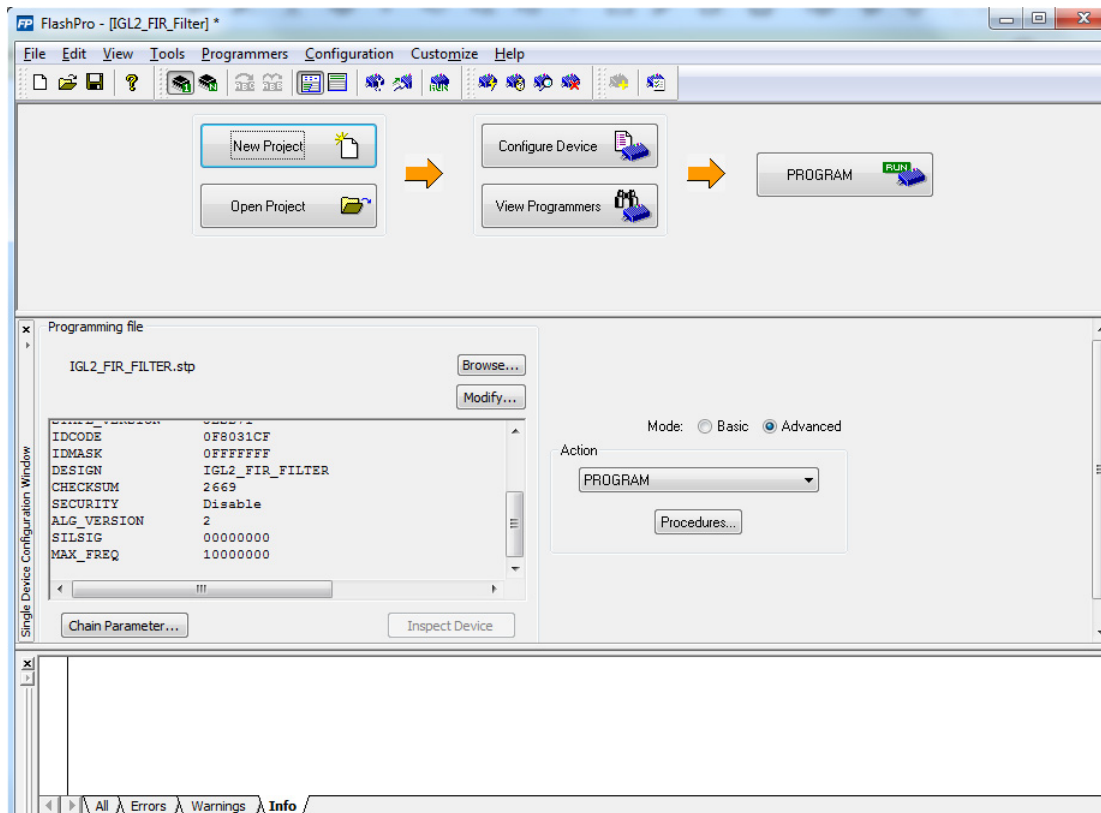 FP FlashPro - [IGL2_FIR_Filter] *
File Edit View Tools Programmers Configuration Customize Help
1 N RUN
New Project
Configure Device
PROGRAM RUN
Open Project
View Programmers
Programming file
IGL2_FIR_FILTER.stp
Browse...
Modify...
IDCODE 0F8031CF
IDMASK 0FFFFFFF
DESIGN IGL2_FIR_FILTER
CHECKSUM 2669
SECURITY Disable
ALG_VERSION 2
SILSIG 00000000
MAX_FREQ 10000000
Mode: Basic Advanced
Action
PROGRAM
Procedures...
Chain Parameter...
Inspect Device
Single Device Configuration Window
All Errors Warnings Info